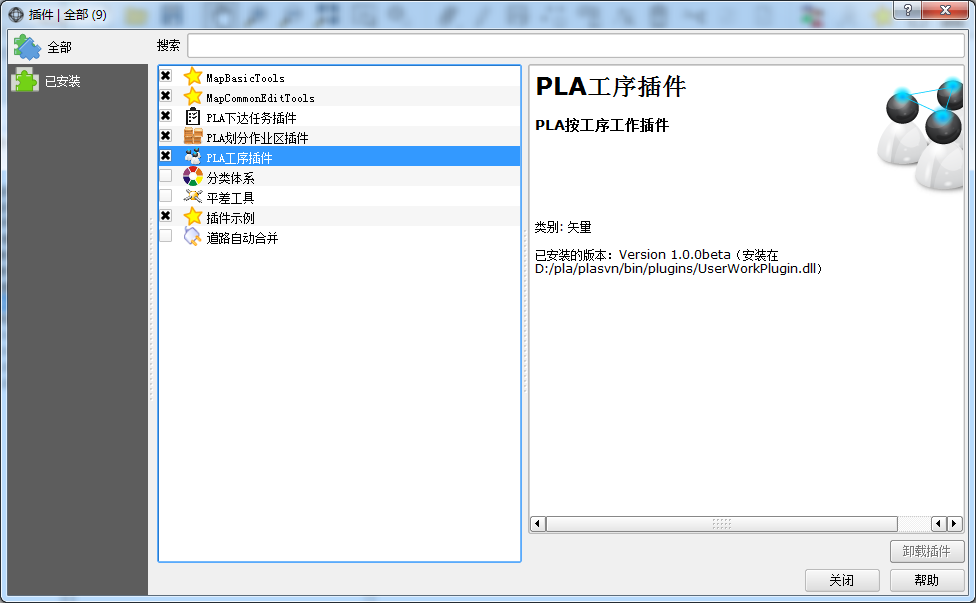 插件 | 全部 (9)
全部
搜索
已安装
MapBasicTools
MapCommonEditTools
PLA下达任务插件
PLA划分作业区插件
PLA工序插件
分类体系
平差工具
插件示例
道路自动合并
PLA工序插件
PLA按工序工作插件
类别: 矢量
已安装的版本: Version 1.0.0beta (安装在
D:/pla/plasvn/bin/plugins/UserWorkPlugin.dll)
卸载插件
关闭
帮助